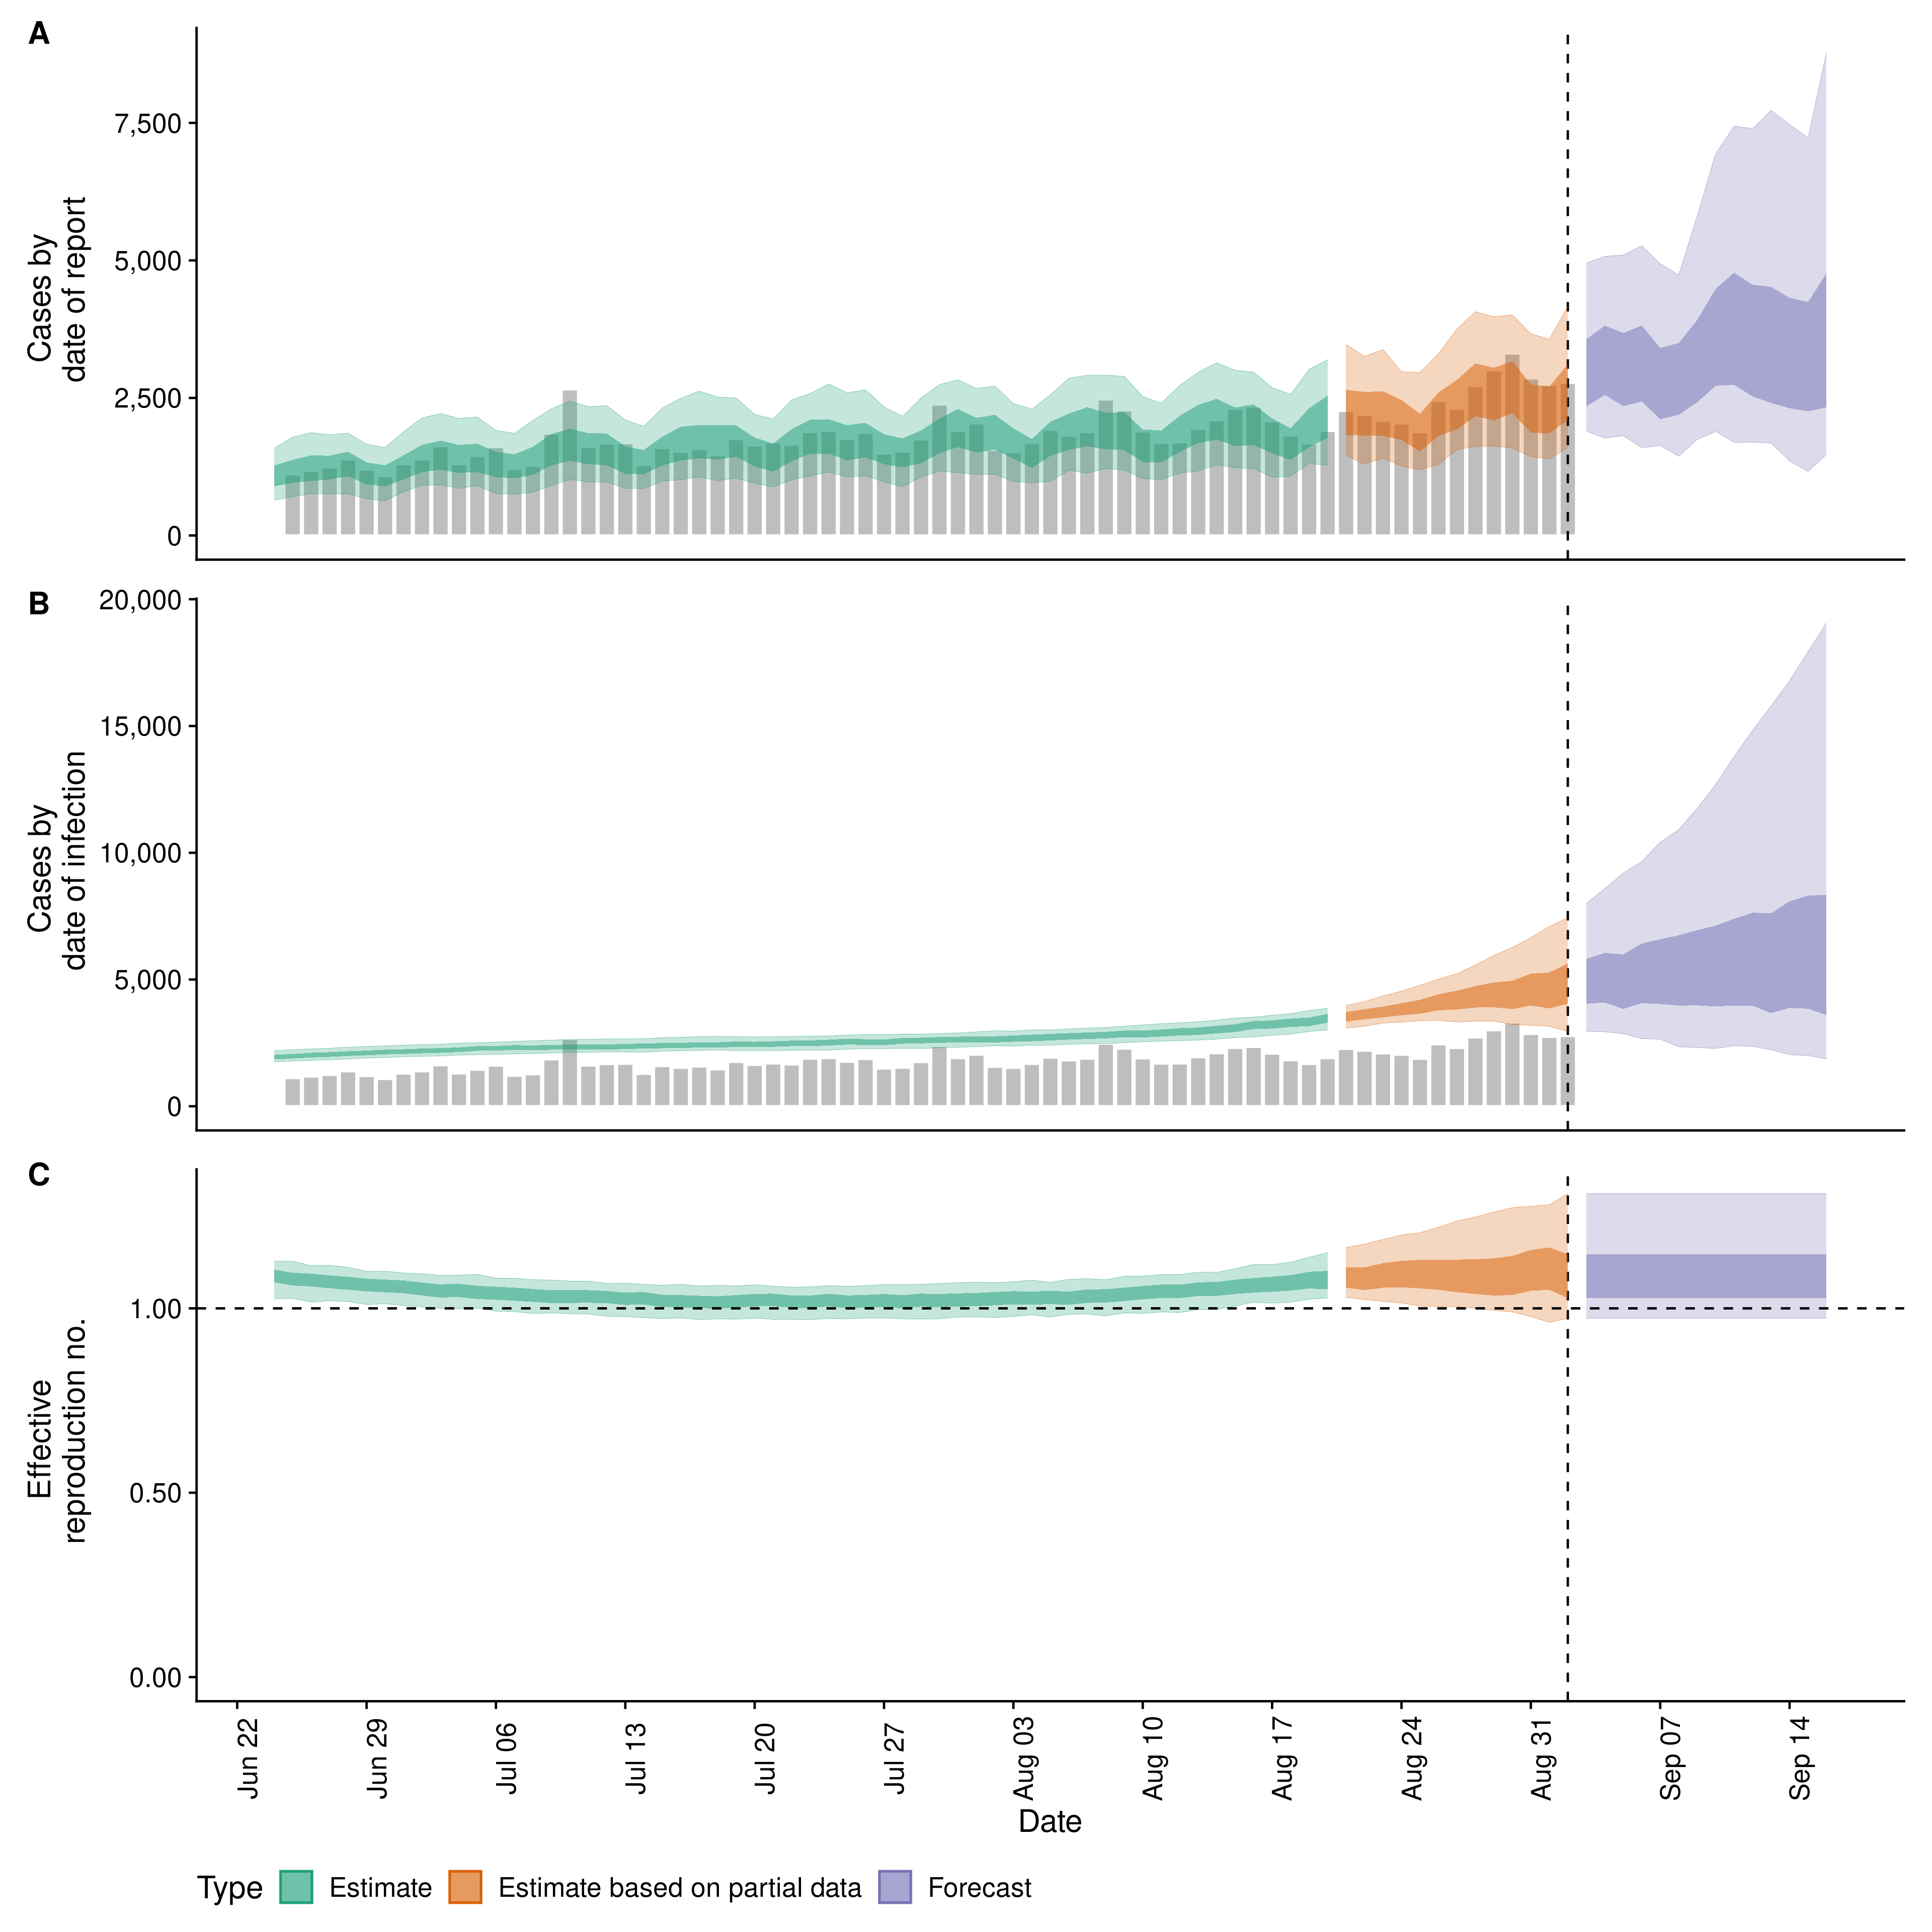 A
Cases by
date of report
7,500
5,000
2,500
0
B
Cases by
date of infection
20,000
15,000
10,000
5,000
0
C
Effective
reproduction no.
1.00
0.50
0.00
Jun 22
Jun 29
Jul 06
Jul 13
Jul 20
Jul 27
Aug 03
Aug 10
Aug 17
Aug 24
Aug 31
Sep 07
Sep 14
Date
Type Estimate Estimate based on partial data Forecast